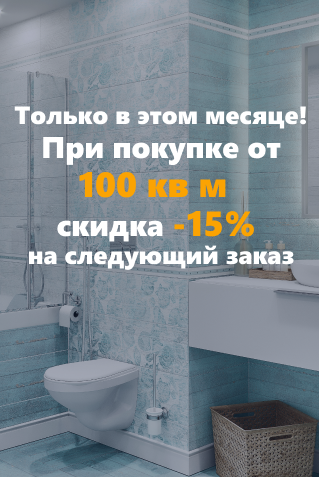 Только в этом месяце!
При покупке от
100 кв м
скидка -15%
на следующий заказ